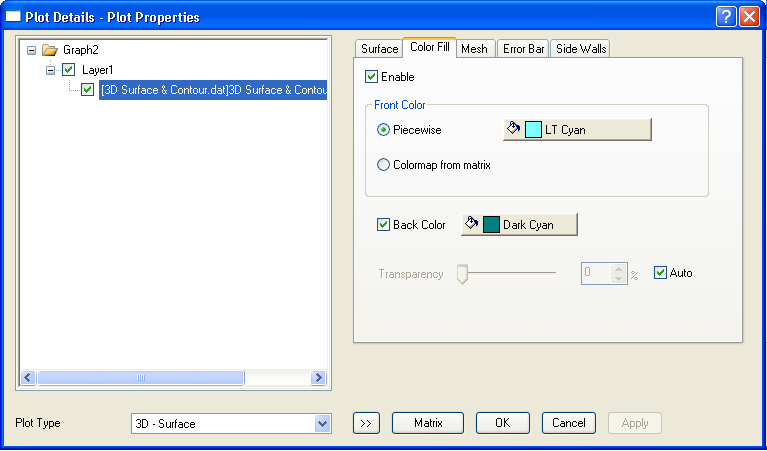 Plot Details - Plot Properties
Graph2
Layer1
[3D Surface & Contour.dat]3D Surface & Contou
Surface
Color Fill
Mesh
Error Bar
Side Walls
Enable
Front Color
Piecewise
LT Cyan
Colormap from matrix
Back Color
Dark Cyan
Transparency
0
%
Auto
Plot Type
3D - Surface
>>
Matrix
OK
Cancel
Apply